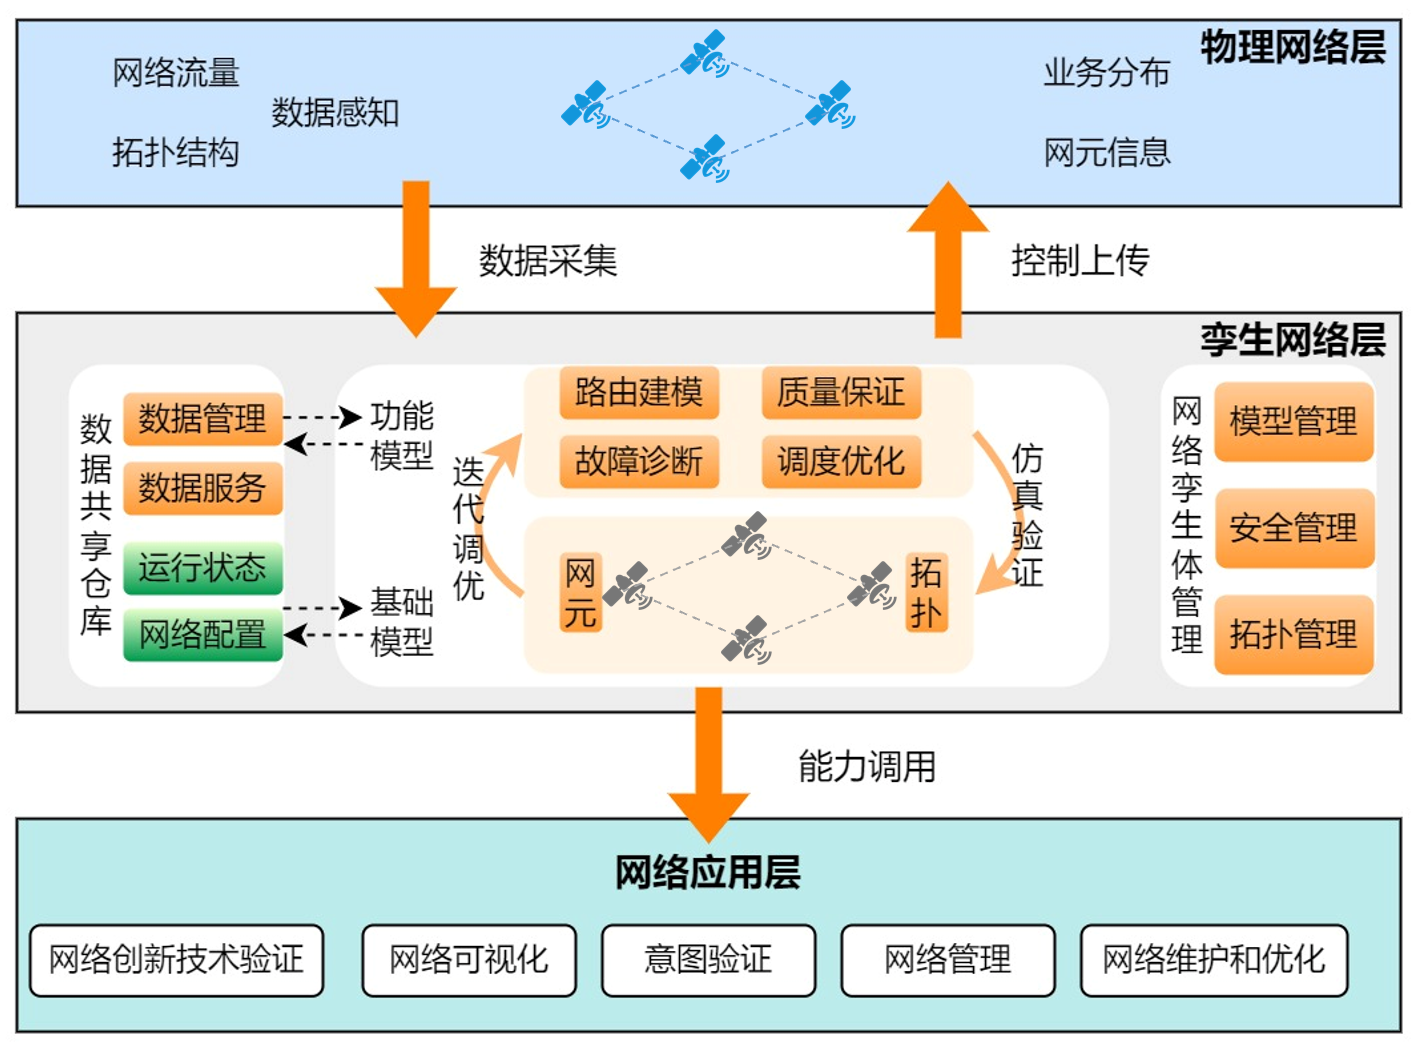 物理网络层
网络流量
数据感知
拓扑结构
业务分布
网元信息
数据采集
控制上传
孪生网络层
数据共享仓库
数据管理
数据服务
运行状态
网络配置
功能
模型
基础
模型
迭代调优
路由建模
质量保证
故障诊断
调度优化
网元
拓扑
仿真验证
网络孪生体管理
模型管理
安全管理
拓扑管理
能力调用
网络应用层
网络创新技术验证
网络可视化
意图验证
网络管理
网络维护和优化